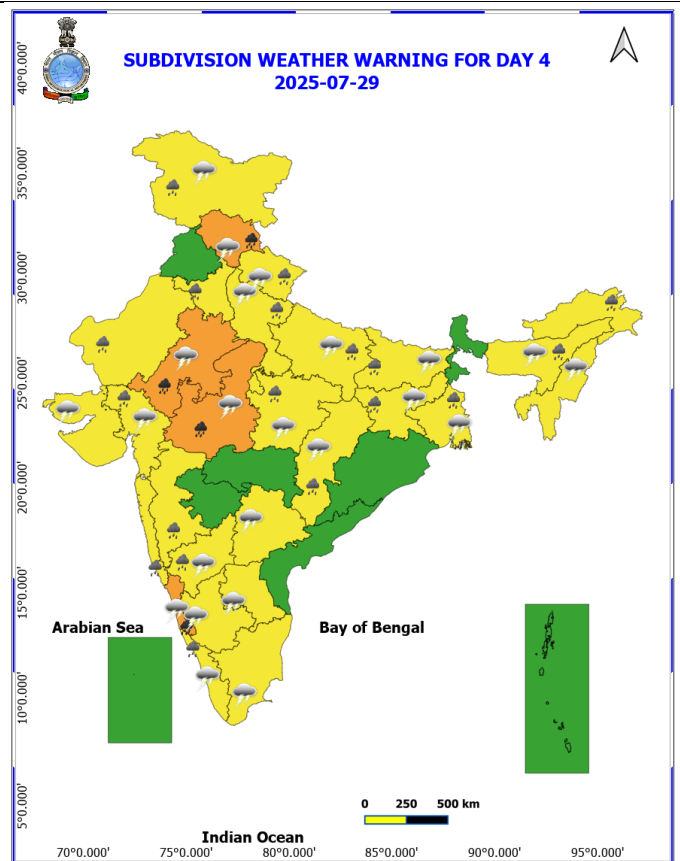 SUBDIVISION WEATHER WARNING FOR DAY 4
2025-07-29
40°0.000'
35°0.000'
30°0.000'
25°0.000'
20°0.000'
15°0.000'
10°0.000'
5°0.000'
Arabian Sea
Bay of Bengal
0 250 500 km
Indian Ocean
70°0.000' 75°0.000' 80°0.000' 85°0.000' 90°0.000' 95°0.000'